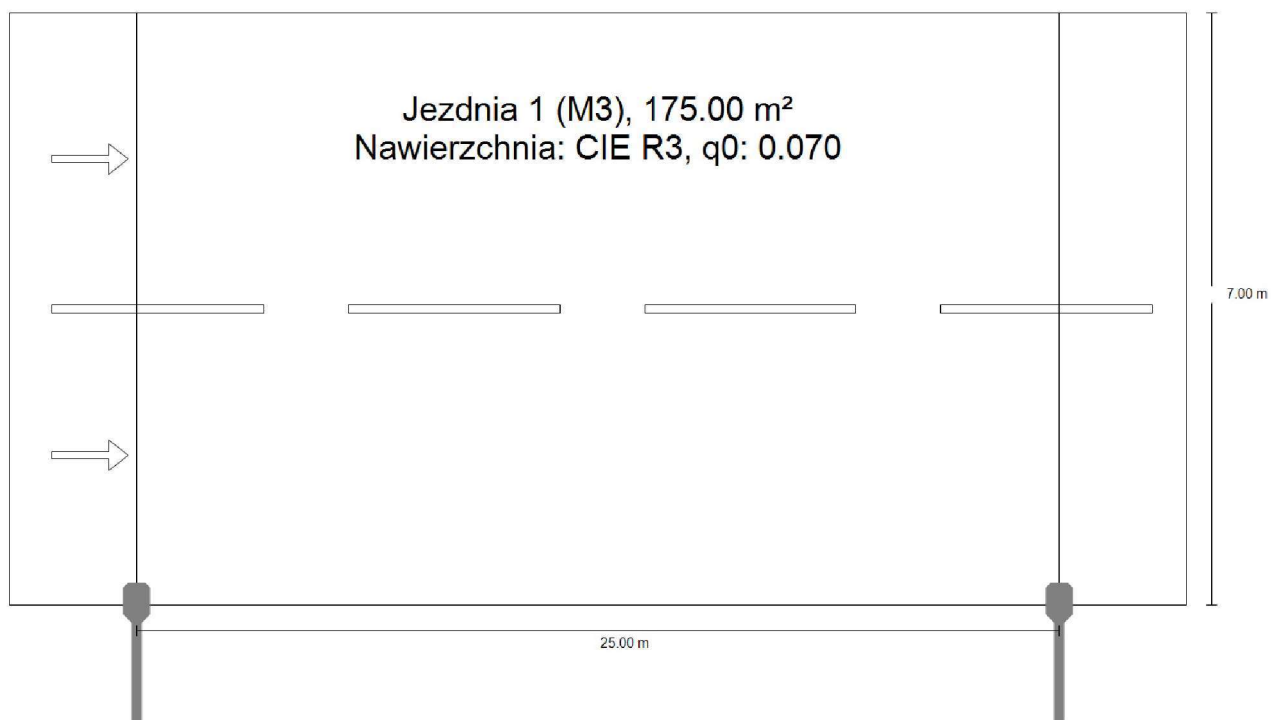 Jezdnia 1 (M3), 175.00 m²
Nawierzchnia: CIE R3, q0: 0.070
7.00 m
25.00 m